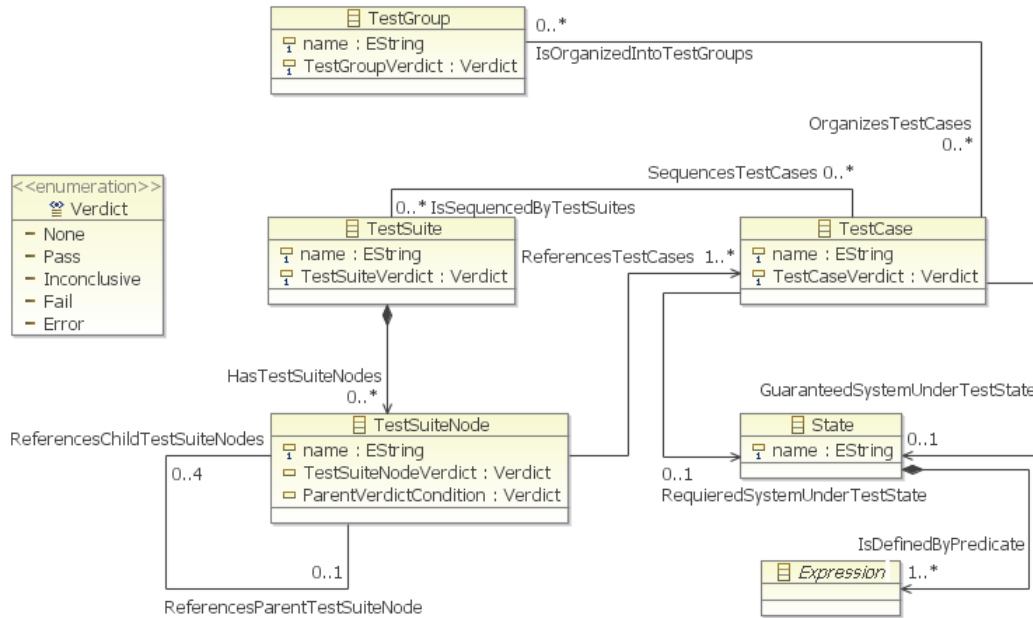 TestGroup
name : EString
TestGroupVerdict : Verdict
0..*
IsOrganizedIntoTestGroups
OrganizesTestCases
0..*
<<enumeration>>
Verdict
None
Pass
Inconclusive
Fail
Error
SequencesTestCases 0..*
0..* IsSequencedByTestSuites
TestSuite
name : EString
TestSuiteVerdict : Verdict
ReferencesTestCases 1..*
TestCase
name : EString
TestCaseVerdict : Verdict
HasTestSuiteNodes
0..*
GuaranteedSystemUnderTestState
ReferencesChildTestSuiteNodes
0..4
TestSuiteNode
name : EString
TestSuiteNodeVerdict : Verdict
ParentVerdictCondition : Verdict
State
name : EString
0..1
0..1
RequieredSystemUnderTestState
IsDefinedByPredicate
0..1
ReferencesParentTestSuiteNode
Expression
1..*